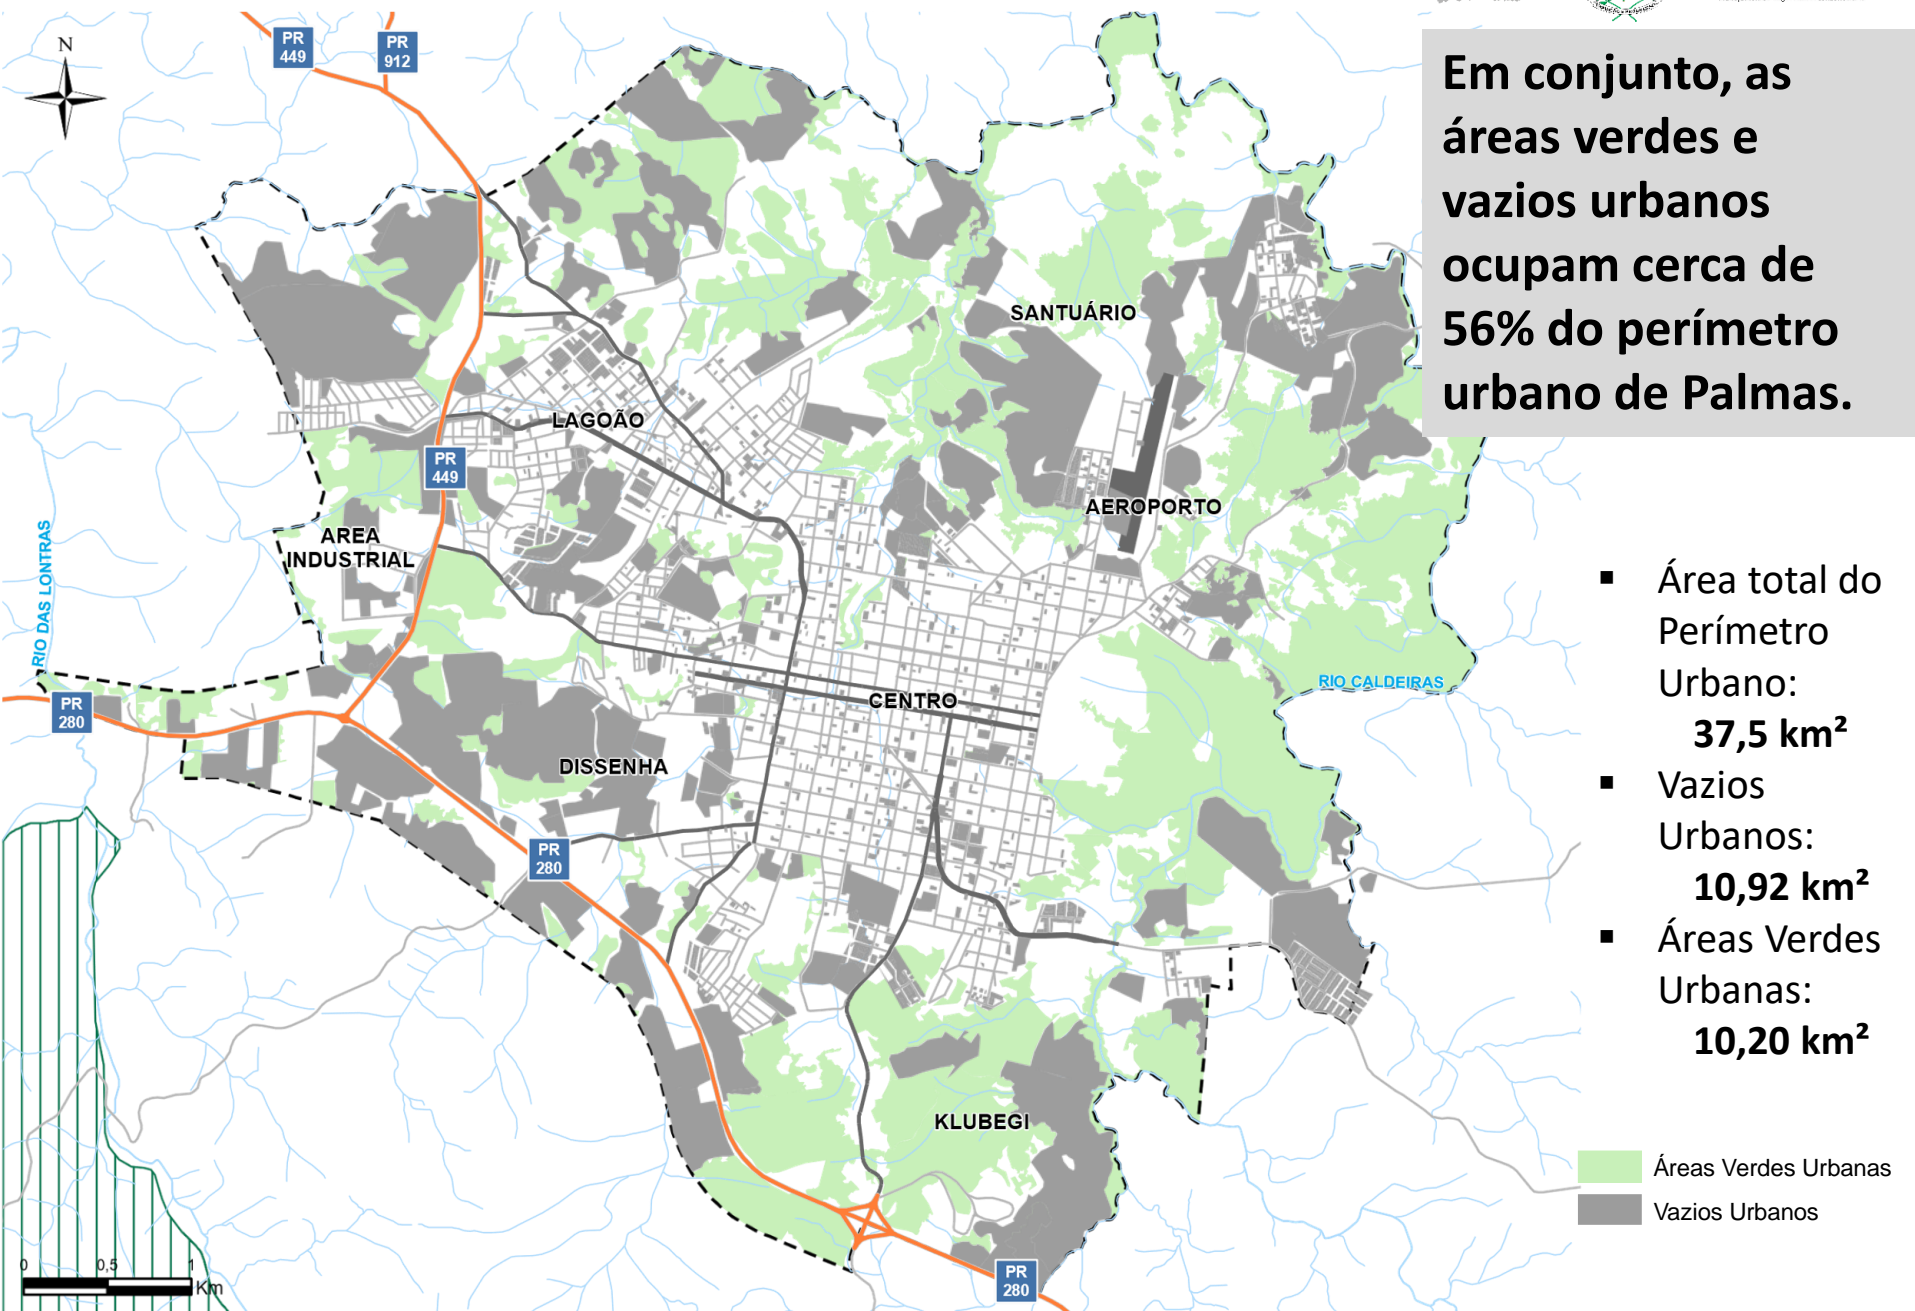 N
PR
449
PR
912
Em conjunto, as
áreas verdes e
vazios urbanos
ocupam cerca de
56% do perímetro
urbano de Palmas.
SANTUÁRIO
LAGOÃO
PR
449
AEROPORTO
AREA
INDUSTRIAL
RIO DAS LONTRAS
RIO CALDEIRAS
PR
280
CENTRO
DISSENHA
PR
280
KLUBEGI
PR
280
▪ Área total do
Perímetro
Urbano:
37,5 km²
▪ Vazios
Urbanos:
10,92 km²
▪ Áreas Verdes
Urbanas:
10,20 km²
Áreas Verdes Urbanas
Vazios Urbanos
0 0,5 1
Km